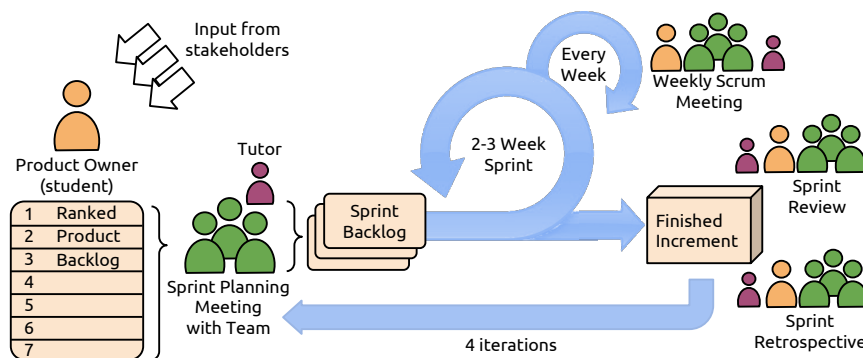 Input from
stakeholders
Every
Week
Weekly Scrum
Meeting
2-3 Week
Sprint
Product Owner
(student)
Tutor
1 Ranked
2 Product
3 Backlog
4
5
6
7
Sprint Planning
Meeting
with Team
Sprint
Backlog
Finished
Increment
Sprint
Review
Sprint
Retrospective
4 iterations